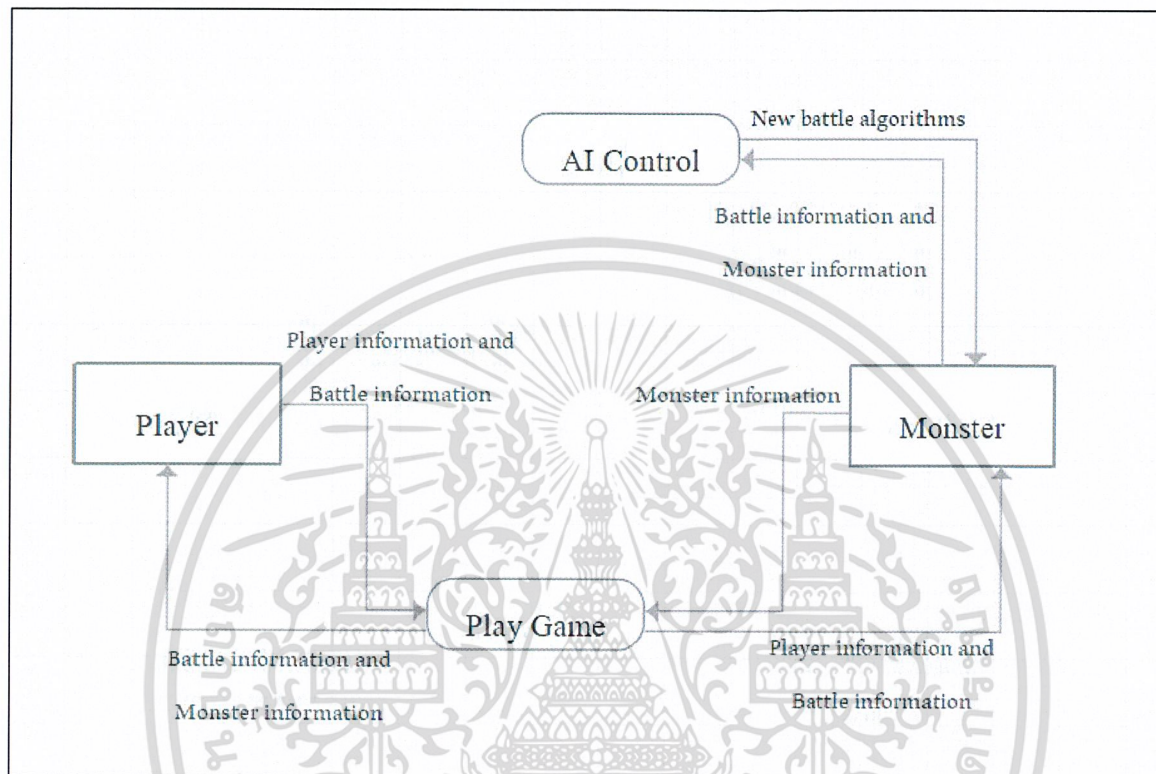 New battle algorithms
AI Control
Battle information and
Monster information
Player information and
Battle information
Monster information
Player
Monster
Play Game
Battle information and
Monster information
Player information and
Battle information